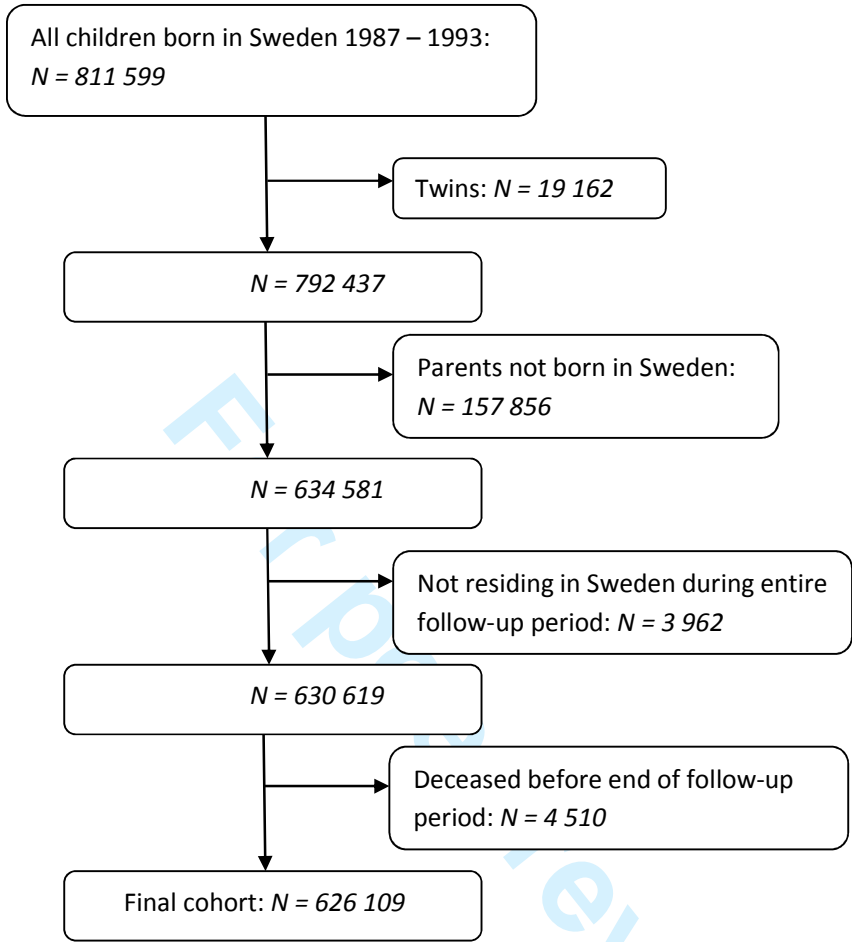 All children born in Sweden 1987 – 1993:
N = 811 599
Twins: N = 19 162
N = 792 437
Parents not born in Sweden:
N = 157 856
N = 634 581
Not residing in Sweden during entire
follow-up period: N = 3 962
N = 630 619
Deceased before end of follow-up
period: N = 4 510
Final cohort: N = 626 109